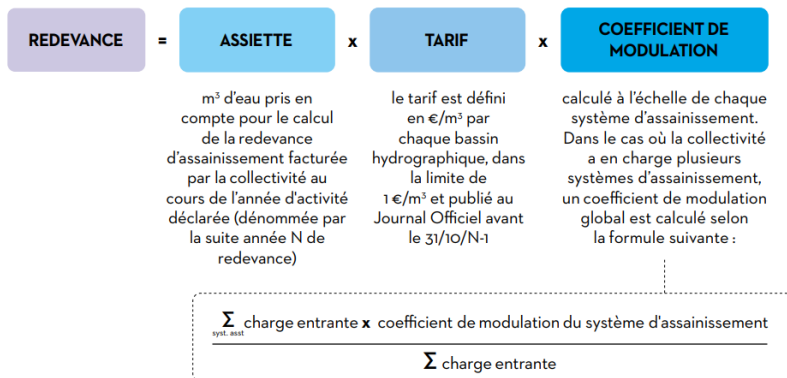 REDEVANCE = ASSIETTE x TARIF x COEFFICIENT DE MODULATION
m³ d'eau pris en
compte pour le calcul
de la redevance
d'assainissement facturée
par la collectivité au
cours de l'année d'activité
déclarée (dénommée par
la suite année N de
redevance)
le tarif est défini
en €/m³ par
chaque bassin
hydrographique, dans
la limite de
1 €/m³ et publié au
Journal Officiel avant
le 31/10/N-1
calculé à l'échelle de chaque
système d'assainissement.
Dans le cas où la collectivité
a en charge plusieurs
systèmes d'assainissement,
un coefficient de modulation
global est calculé selon
la formule suivante :
Σ charge entrante x coefficient de modulation du système d'assainissement
syst. asst
Σ charge entrante